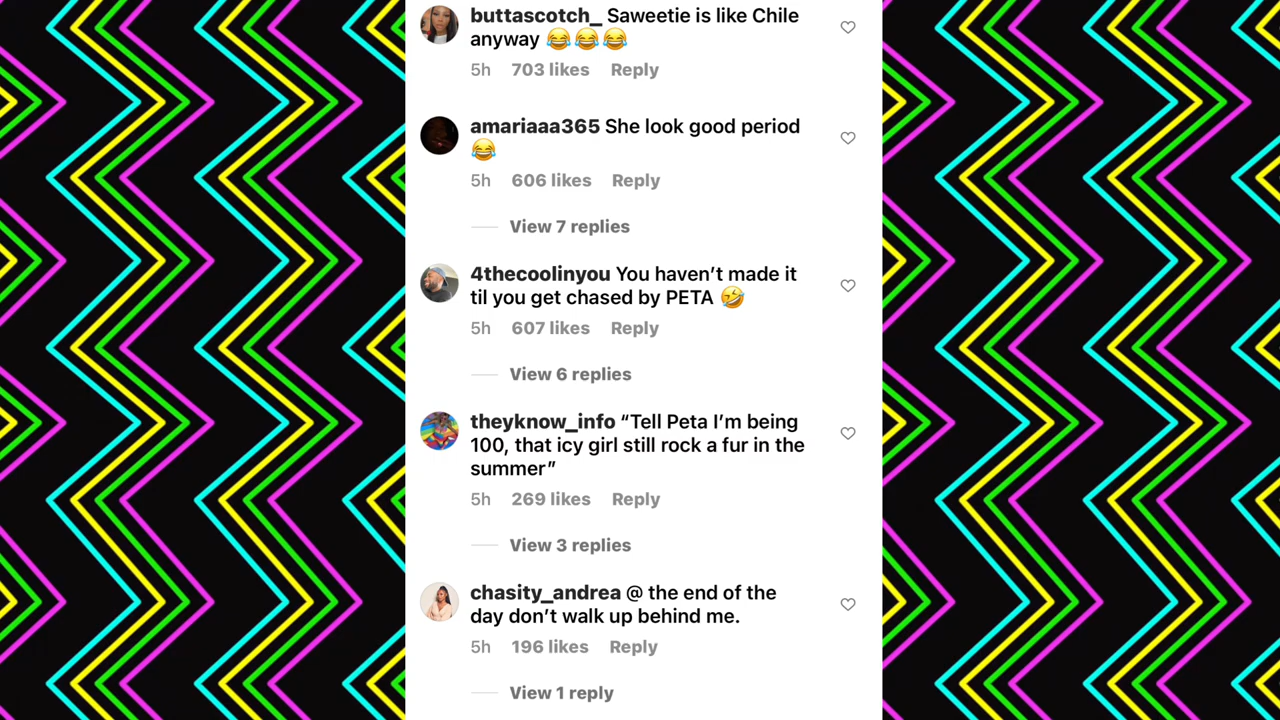 buttascotch_ Saweetie is like Chile
anyway 😂😂😂
5h 703 likes Reply
amariaaa365 She look good period
😂
5h 606 likes Reply
View 7 replies
4thecoolinyou You haven’t made it
til you get chased by PETA 🤣
5h 607 likes Reply
View 6 replies
theyknow_info “Tell Peta I’m being
100, that icy girl still rock a fur in the
summer”
5h 269 likes Reply
View 3 replies
chasity_andrea @ the end of the
day don’t walk up behind me.
5h 196 likes Reply
View 1 reply